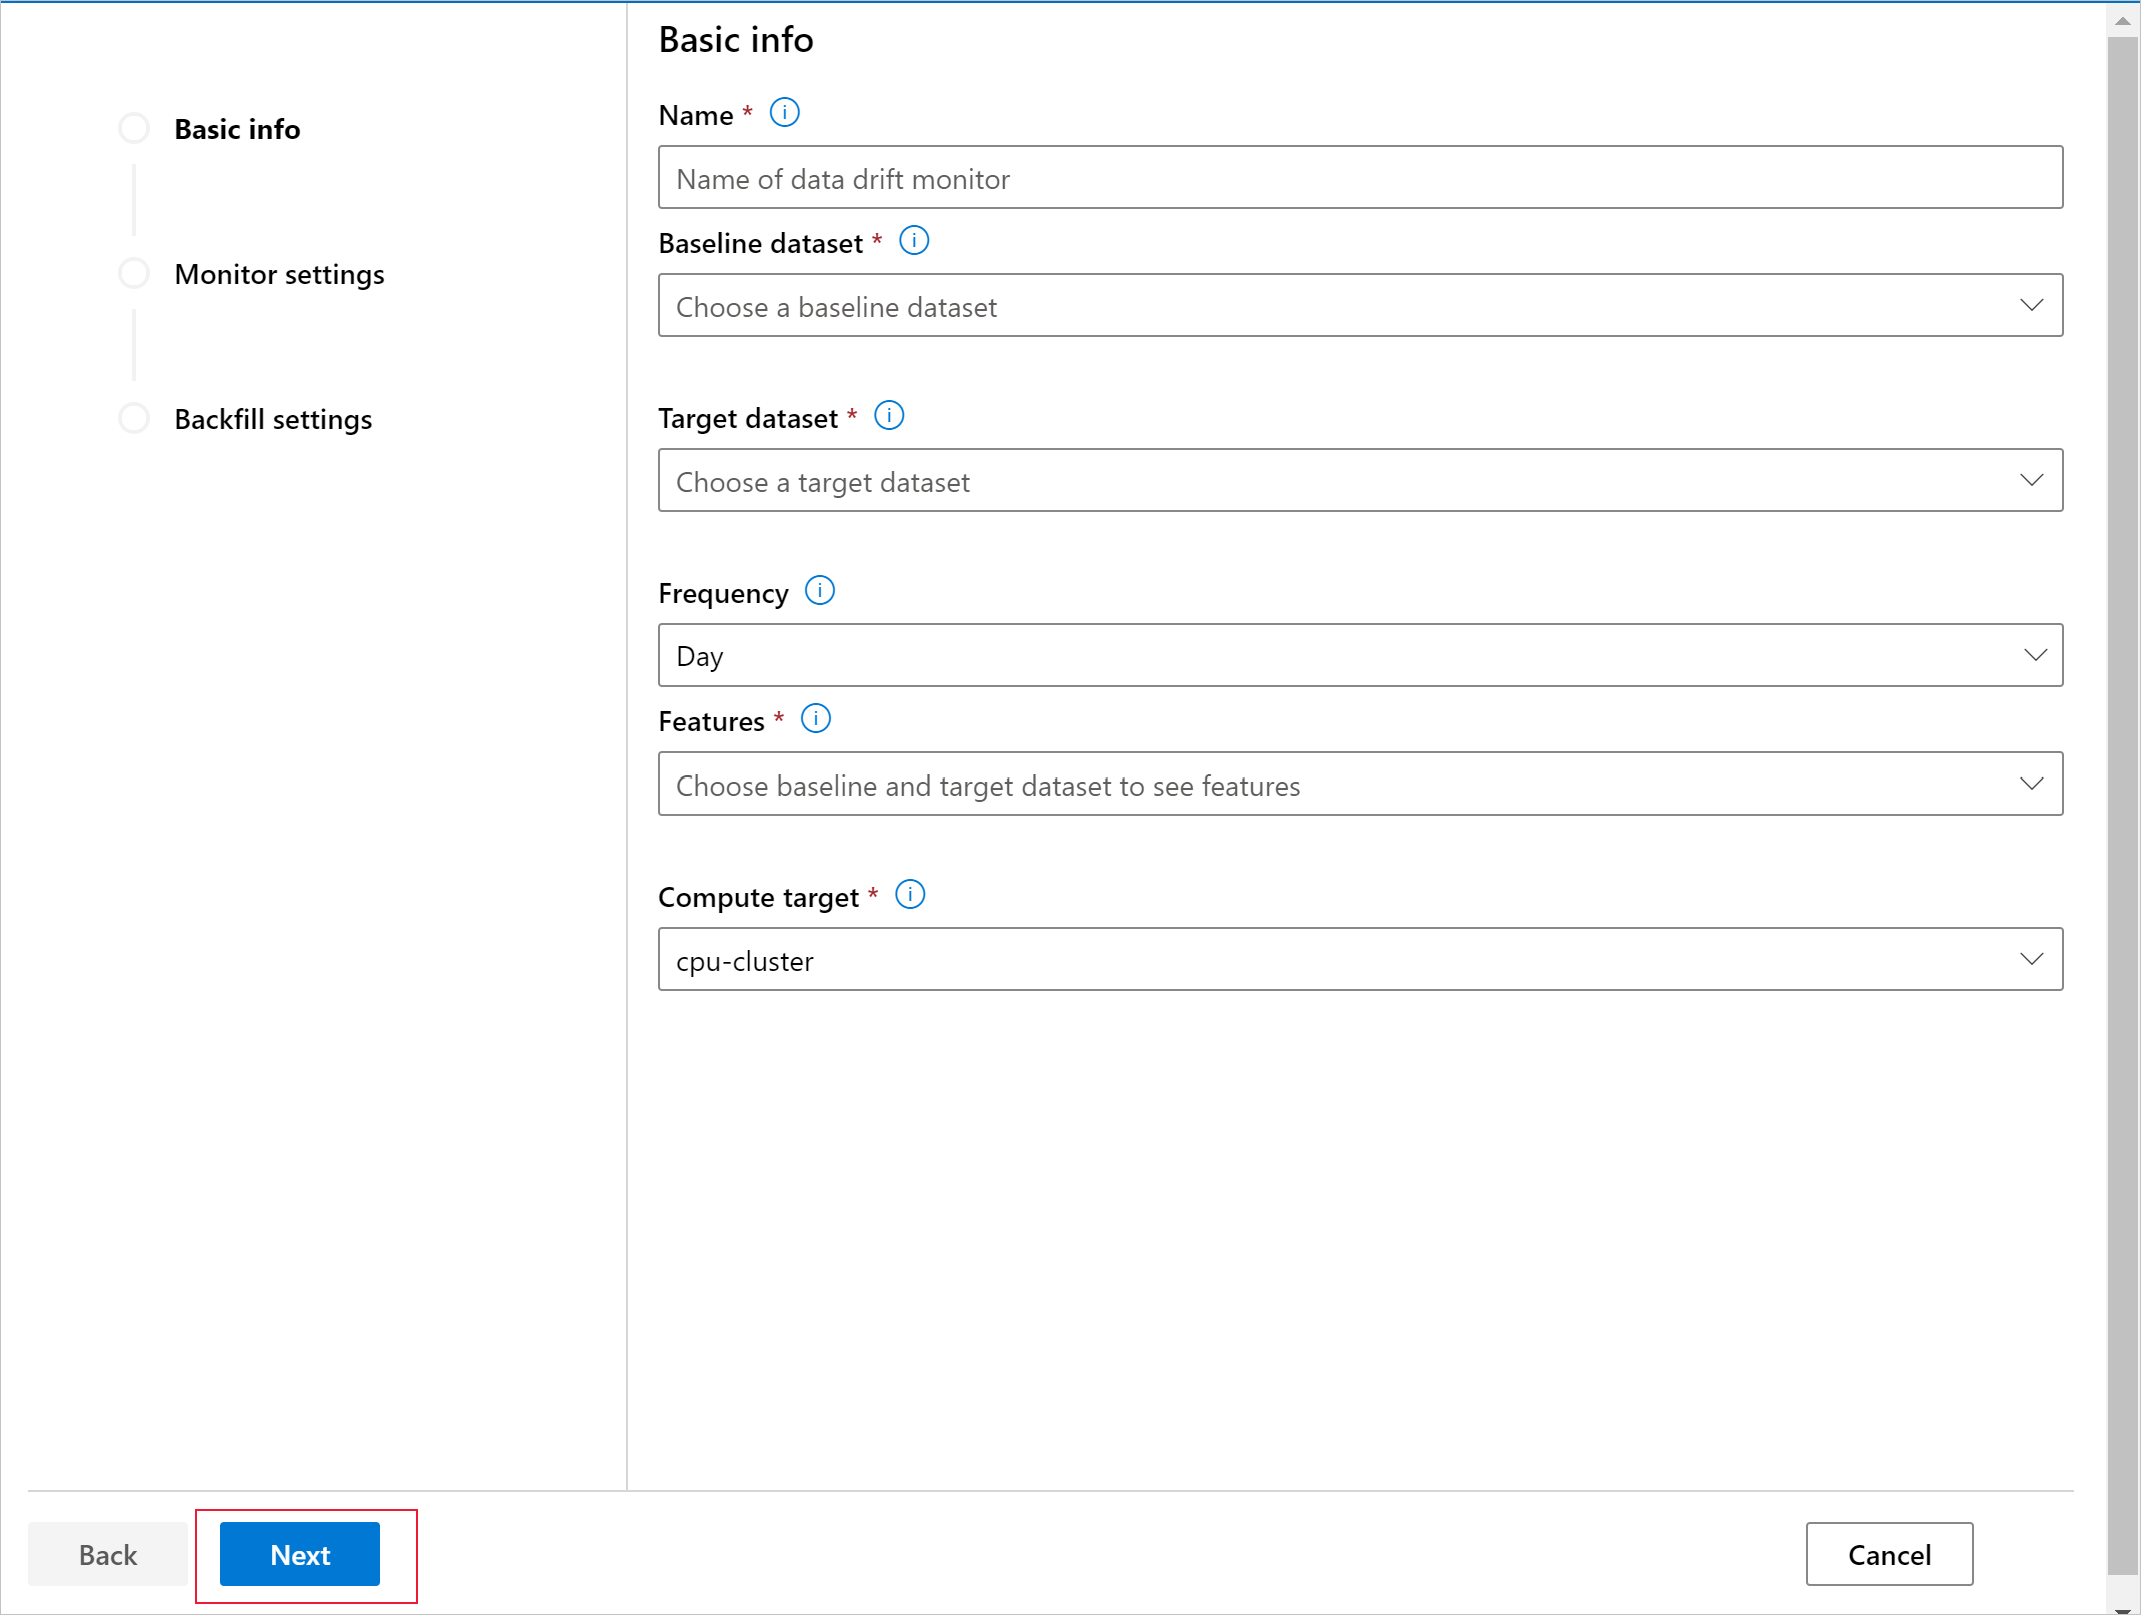 Basic info
Monitor settings
Backfill settings
Basic info
Name *
Name of data drift monitor
Baseline dataset *
Choose a baseline dataset
Target dataset *
Choose a target dataset
Frequency
Day
Features *
Choose baseline and target dataset to see features
Compute target *
cpu-cluster
Back
Next
Cancel